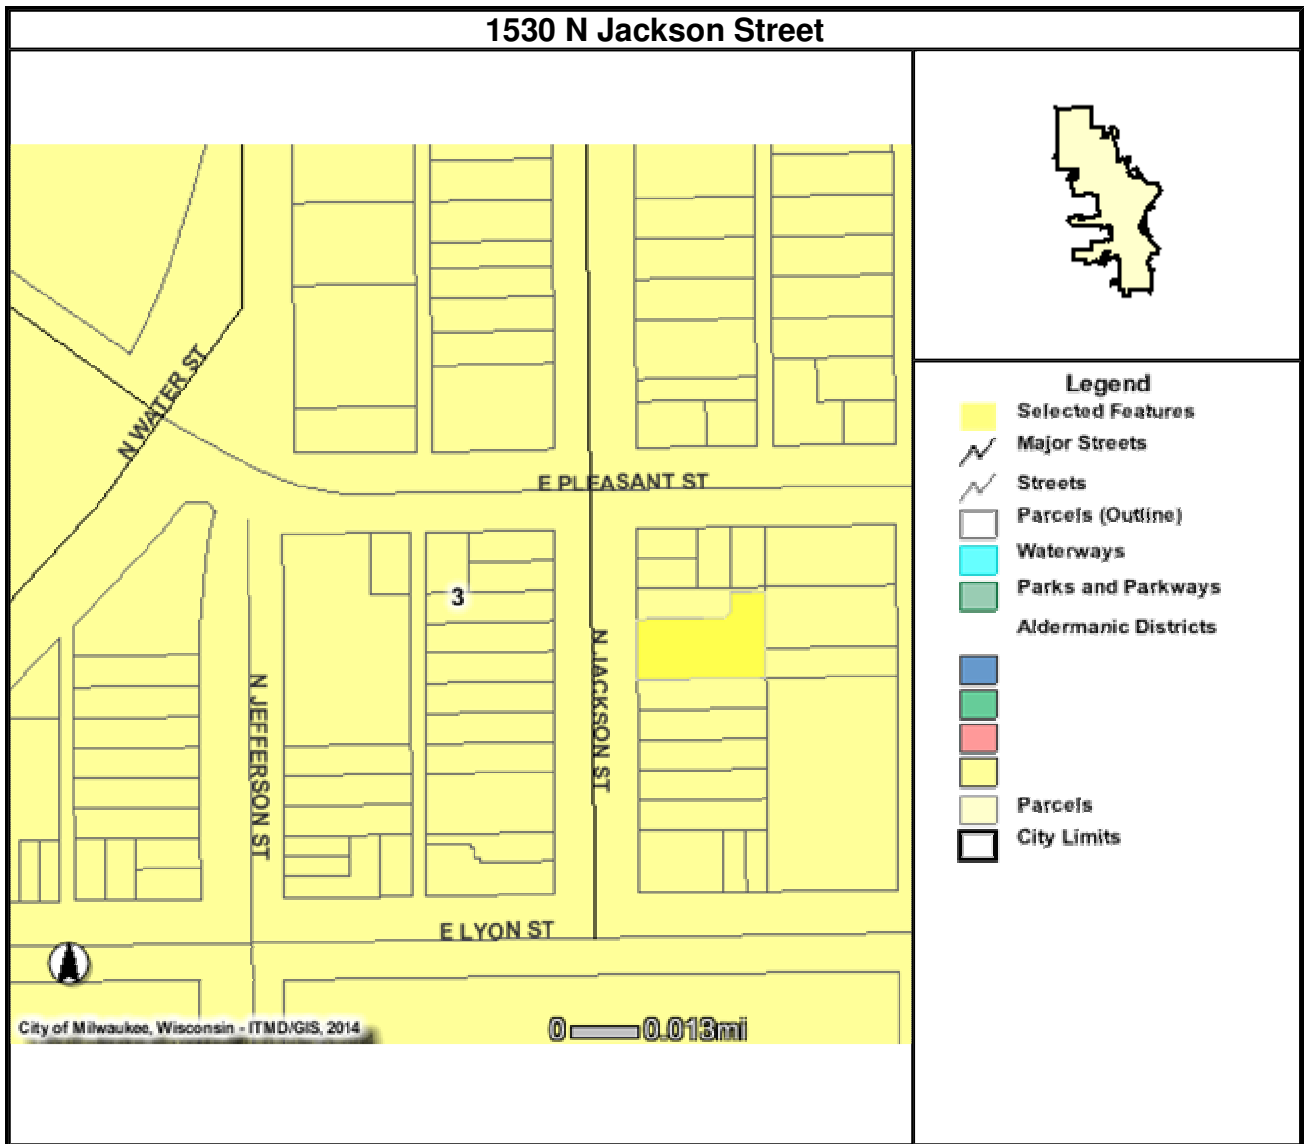 1530 N Jackson Street
N WATER ST
E PLEASANT ST
3
N JACKSON ST
N JEFFERSON ST
E LYON ST
City of Milwaukee, Wisconsin - ITMD/GIS, 2014
0 0.013mi
Legend
Selected Features
Major Streets
Streets
Parcels (Outline)
Waterways
Parks and Parkways
Aldermanic Districts
Parcels
City Limits